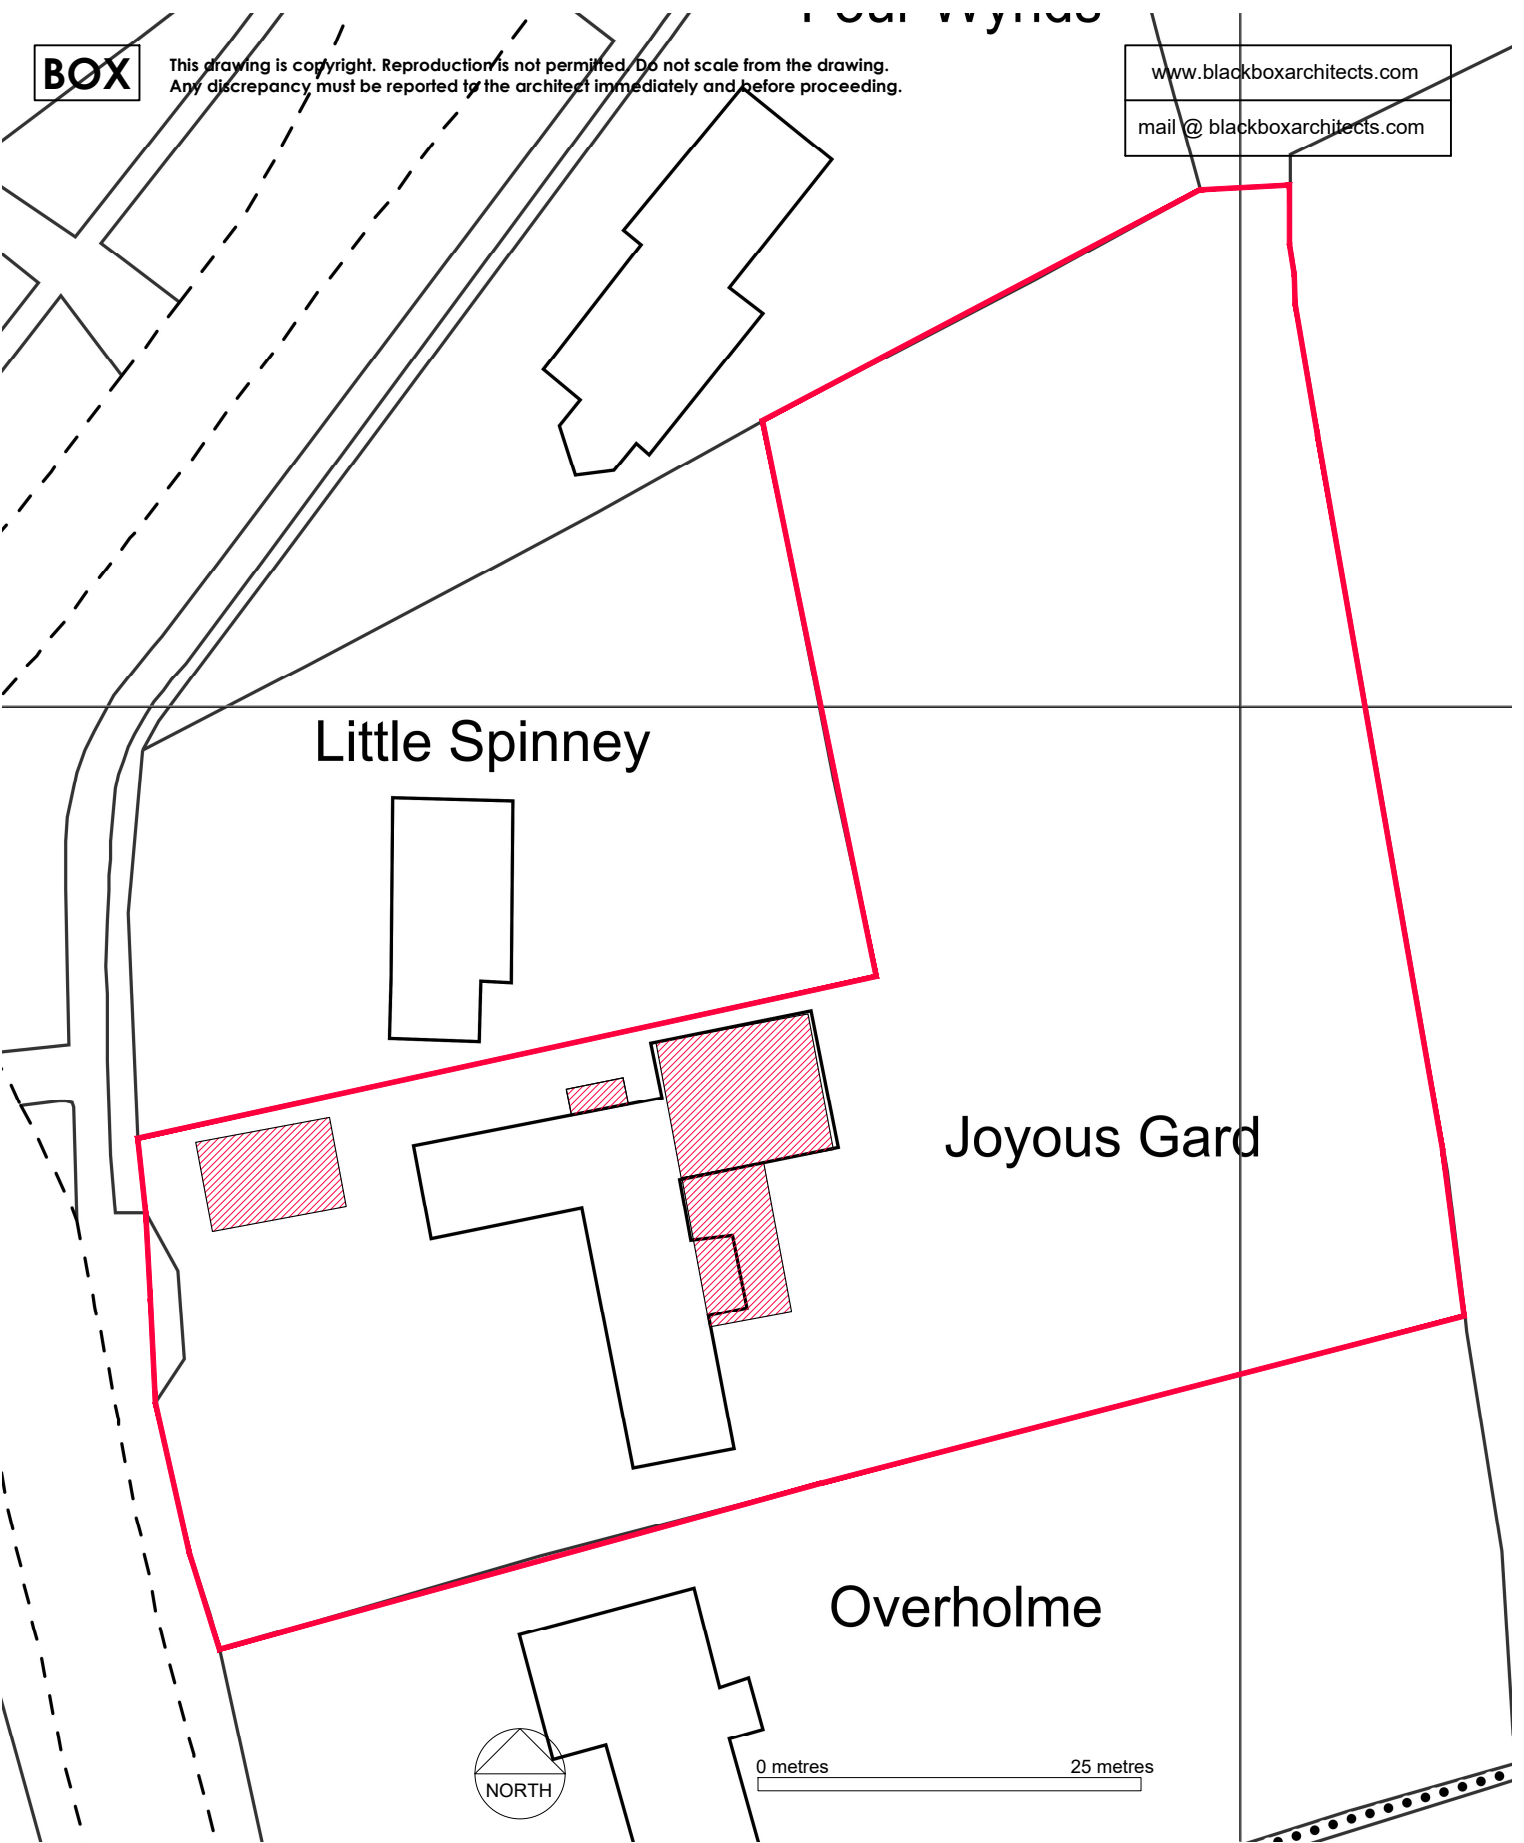 Four Wynds
BOX
This drawing is copyright. Reproduction is not permitted. Do not scale from the drawing.
Any discrepancy must be reported to the architect immediately and before proceeding.
www.blackboxarchitects.com
mail @ blackboxarchitects.com
Little Spinney
Joyous Gard
Overholme
NORTH
0 metres
25 metres